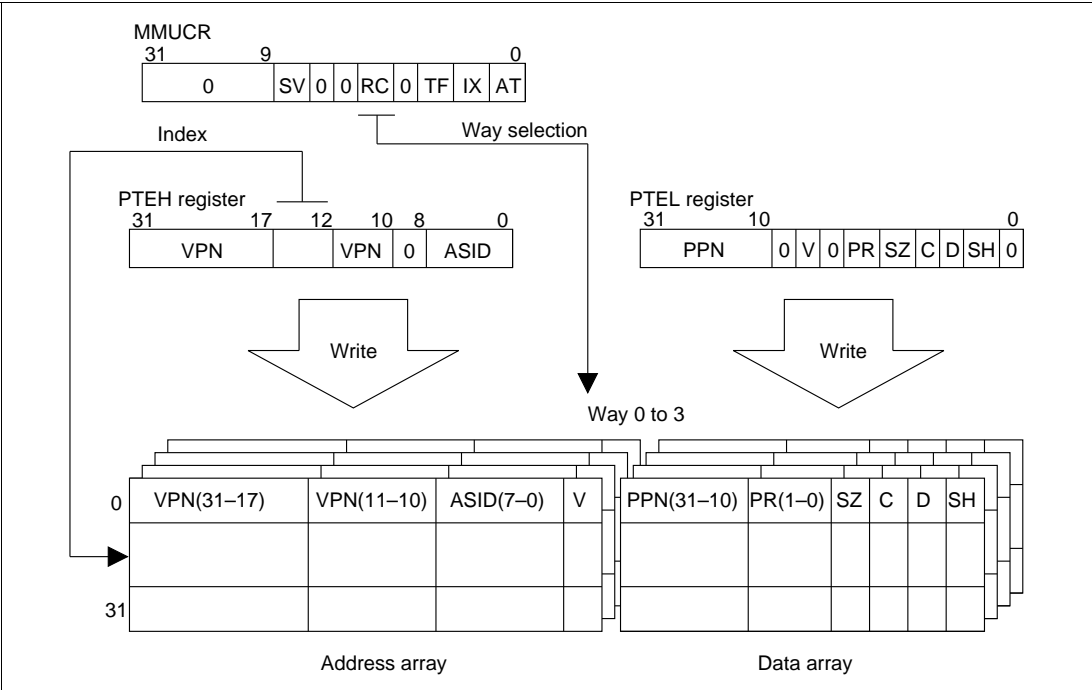 MMUCR
31 9 0
0 SV 0 0 RC 0 TF IX AT
Index
Way selection
PTEH register
31 17 12 10 8 0
VPN VPN 0 ASID
PTEL register
31 10 0
PPN 0 V 0 PR SZ C D SH 0
Write
Write
Way 0 to 3
0 VPN(31–17) VPN(11–10) ASID(7–0) V PPN(31–10) PR(1–0) SZ C D SH
31
Address array
Data array